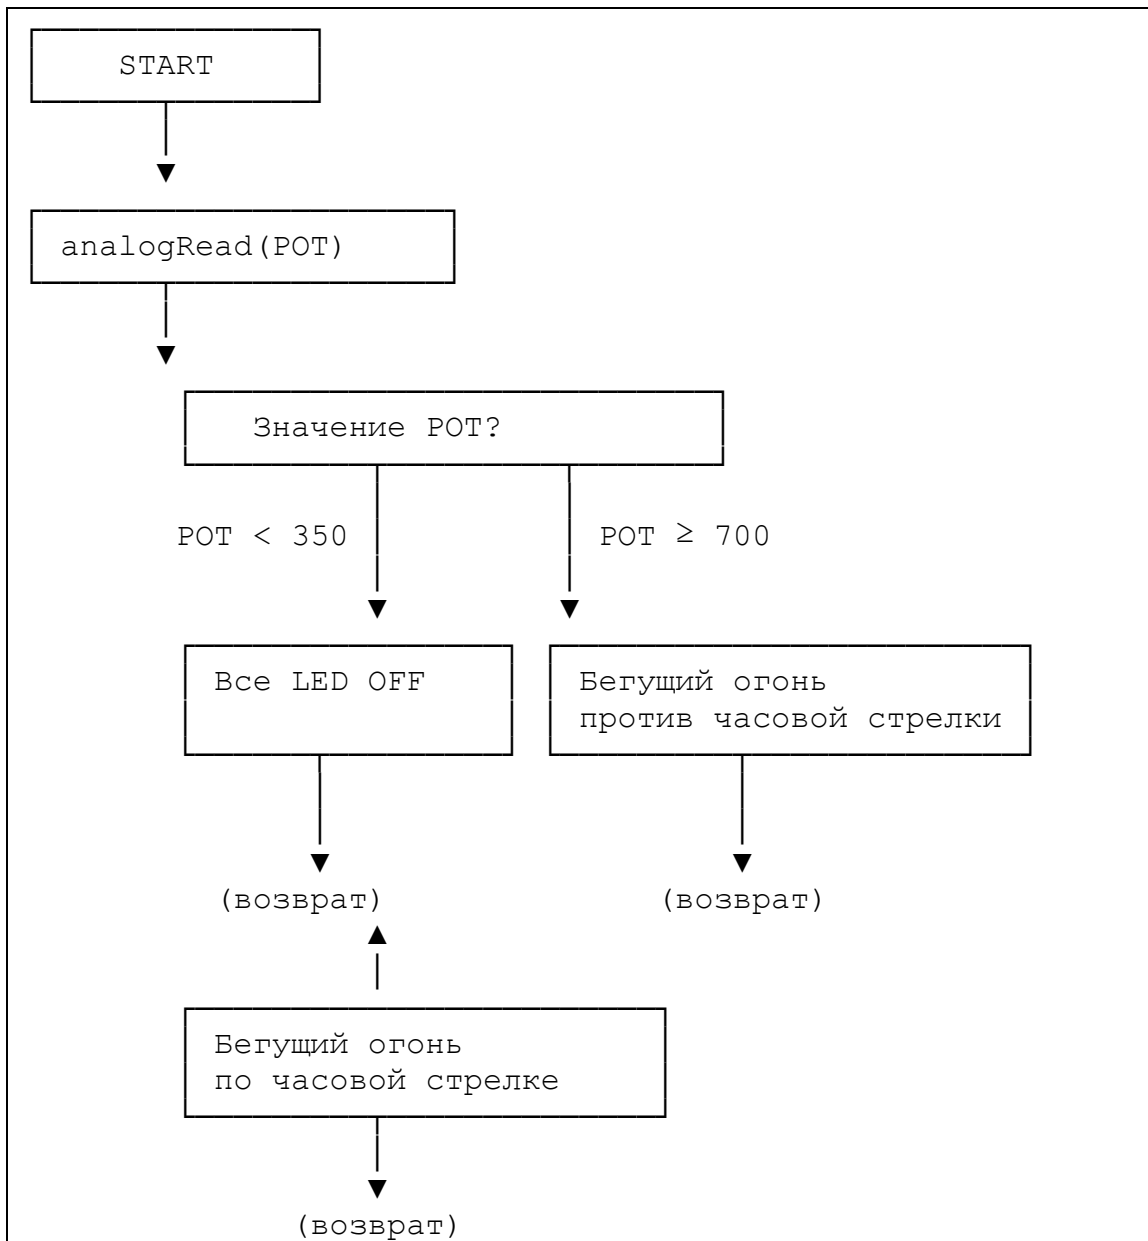 START
analogRead(POT)
Значение POT?
POT < 350
POT ≥ 700
Все LED OFF
Бегущий огонь
против часовой стрелки
(возврат)
(возврат)
Бегущий огонь
по часовой стрелке
(возврат)